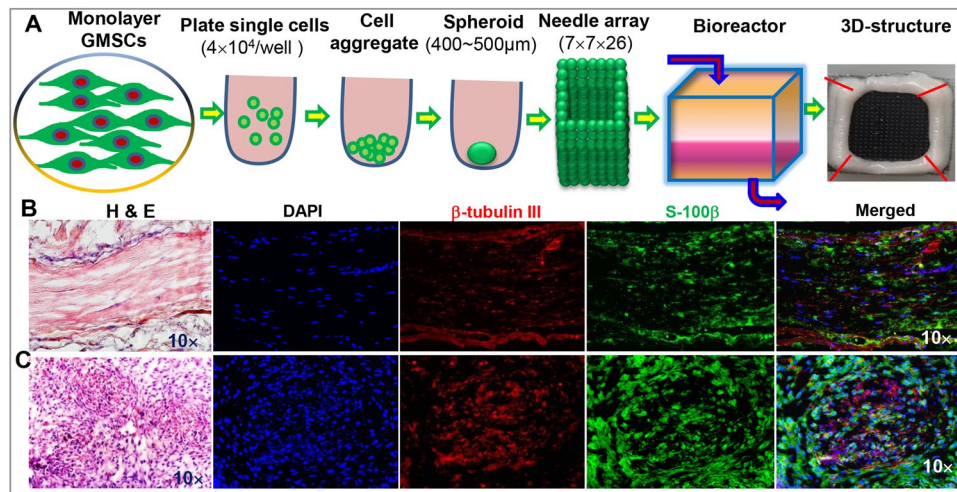 A
Monolayer
GMSCs
Plate single cells
(4×10⁴/well )
Cell
aggregate
Spheroid
(400~500µm)
Needle array
(7×7×26)
Bioreactor
3D-structure
B
H & E
DAPI
β-tubulin III
S-100β
Merged
10×
10×
C
10×
10×